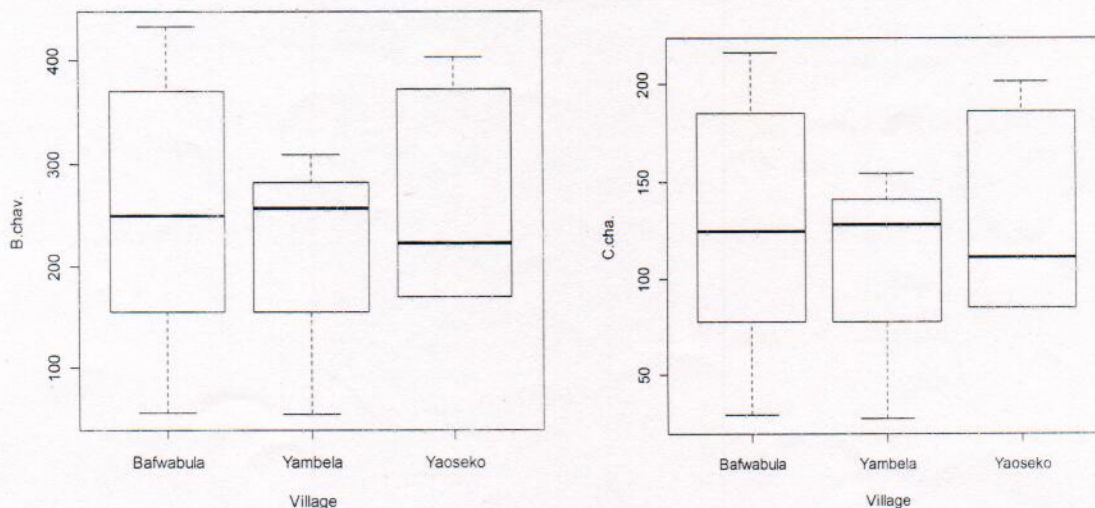 B.chav.
400
300
200
100
Bafwabula Yambela Yaoseko
Village
C.cha.
200
150
100
50
Bafwabula Yambela Yaoseko
Village